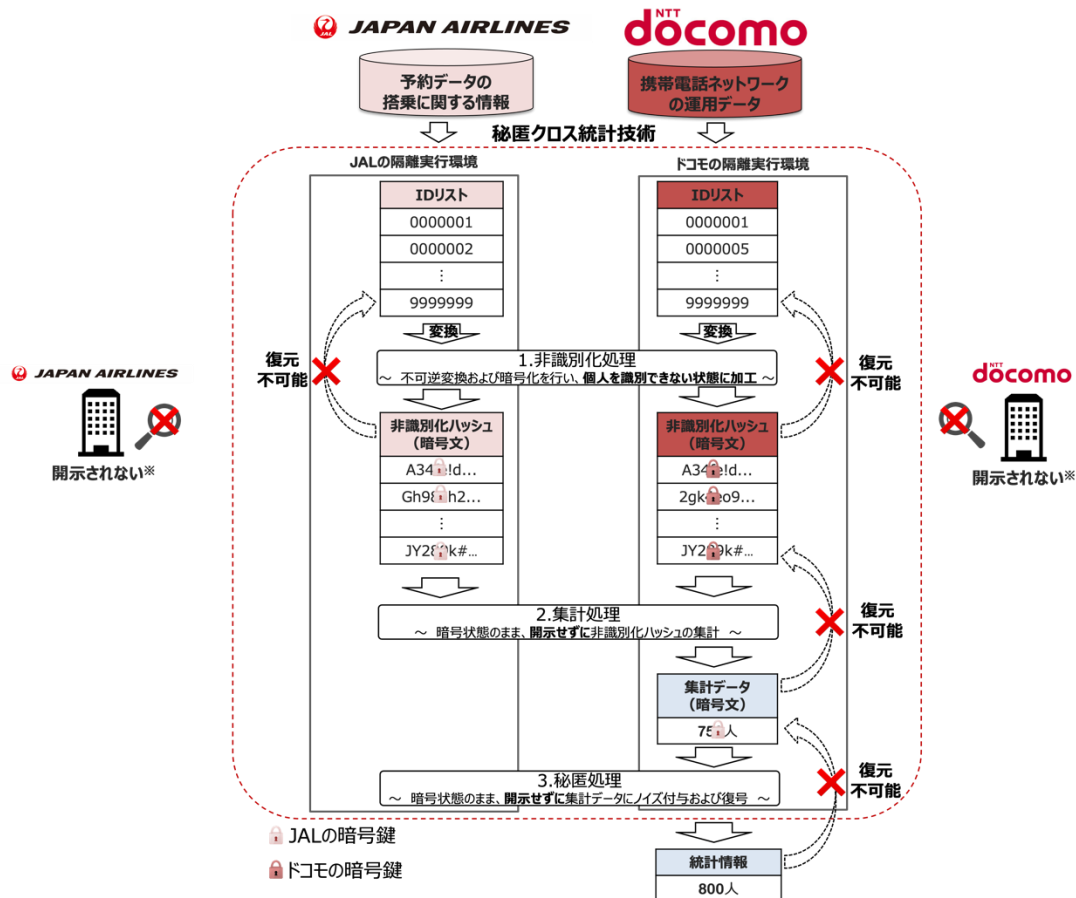 JAL
JAPAN AIRLINES
NTT
döcomo
予約データの
搭乗に関する情報
携帯電話ネットワーク
の運用データ
秘匿クロス統計技術
JALの隔離実行環境
ドコモの隔離実行環境
IDリスト
0000001
0000002
⋮
9999999
IDリスト
0000001
0000005
⋮
9999999
変換
変換
1.非識別化処理
～ 不可逆変換および暗号化を行い、個人を識別できない状態に加工 ～
復元
不可能
復元
不可能
JAPAN AIRLINES
開示されない※
NTT
döcomo
開示されない※
非識別化ハッシュ
(暗号文)
⋮
非識別化ハッシュ
(暗号文)
⋮
2.集計処理
～ 暗号状態のまま、開示せずに非識別化ハッシュの集計 ～
復元
不可能
集計データ
(暗号文)
3.秘匿処理
～ 暗号状態のまま、開示せずに集計データにノイズ付与および復号 ～
復元
不可能
JALの暗号鍵
ドコモの暗号鍵
統計情報
800人